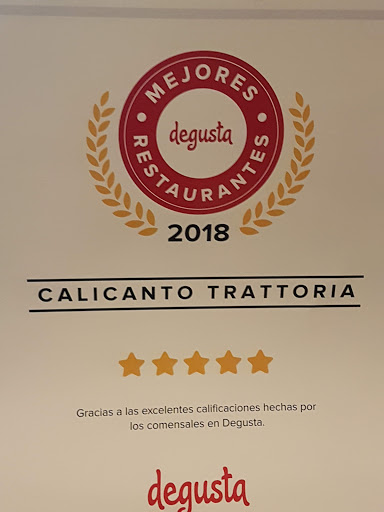 MEJORES
degusta
RESTAURANTES
2018
CALICANTO TRATTORIA
Gracias a las excelentes calificaciones hechas por
los comensales en Degusta.
degusta